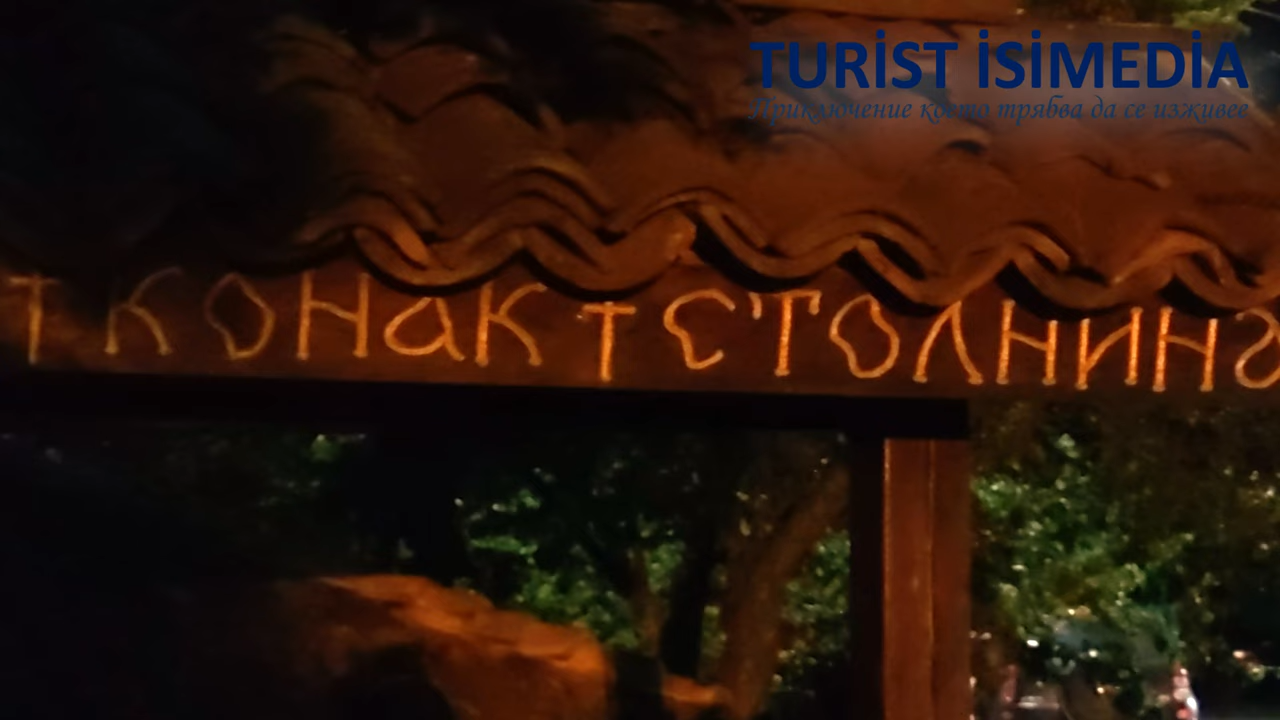 TURİST İSİMEDİA
Приключение което трябва да се изживее
† КОНАК † СТОЛНИНА